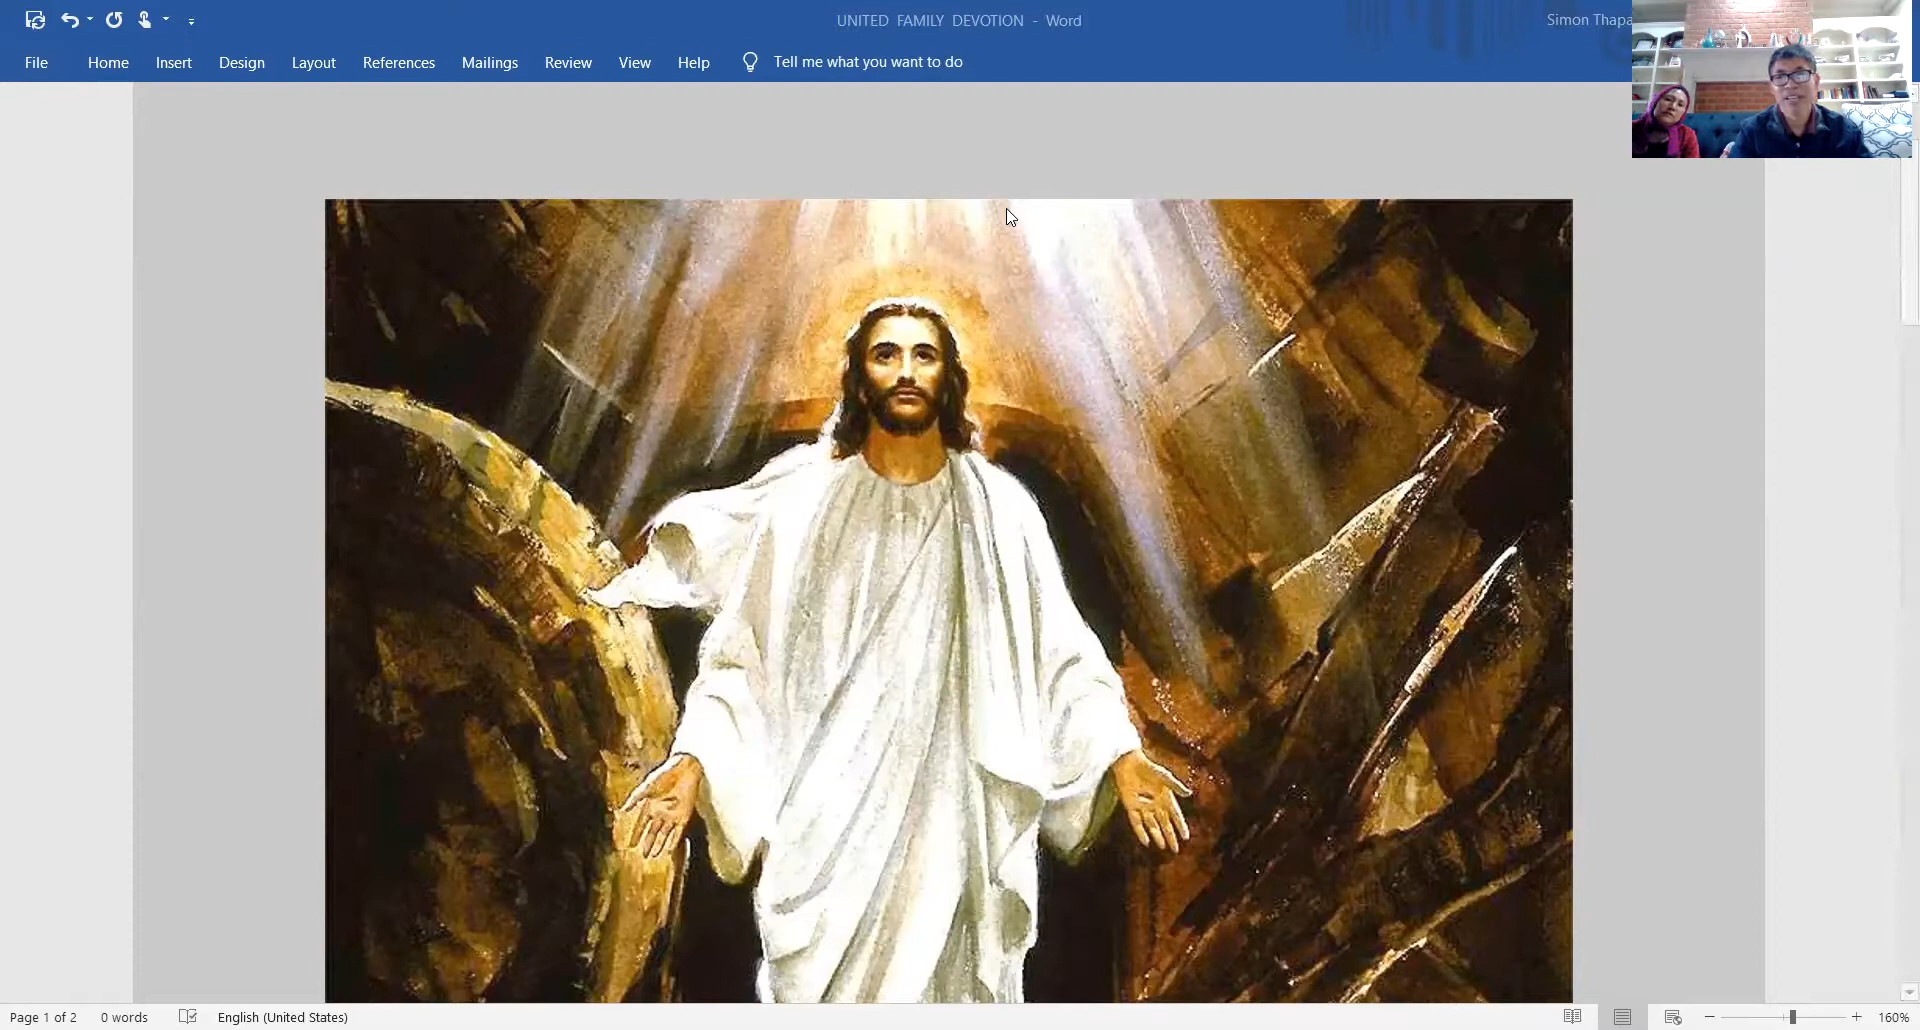 UNITED FAMILY DEVOTION - Word
Simon Thapa
File Home Insert Design Layout References Mailings Review View Help Tell me what you want to do
Page 1 of 2 0 words English (United States) 160%